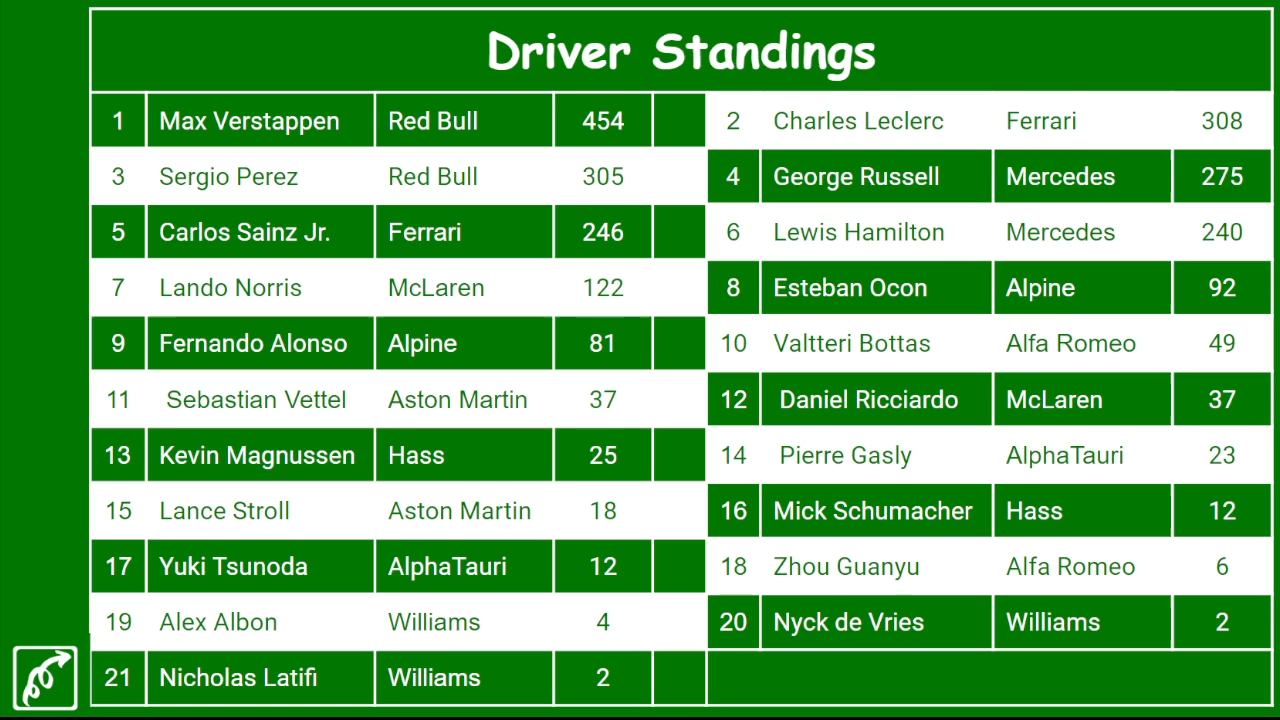 Driver Standings
1 Max Verstappen Red Bull 454 2 Charles Leclerc Ferrari 308
3 Sergio Perez Red Bull 305 4 George Russell Mercedes 275
5 Carlos Sainz Jr. Ferrari 246 6 Lewis Hamilton Mercedes 240
7 Lando Norris McLaren 122 8 Esteban Ocon Alpine 92
9 Fernando Alonso Alpine 81 10 Valtteri Bottas Alfa Romeo 49
11 Sebastian Vettel Aston Martin 37 12 Daniel Ricciardo McLaren 37
13 Kevin Magnussen Hass 25 14 Pierre Gasly AlphaTauri 23
15 Lance Stroll Aston Martin 18 16 Mick Schumacher Hass 12
17 Yuki Tsunoda AlphaTauri 12 18 Zhou Guanyu Alfa Romeo 6
19 Alex Albon Williams 4 20 Nyck de Vries Williams 2
21 Nicholas Latifi Williams 2